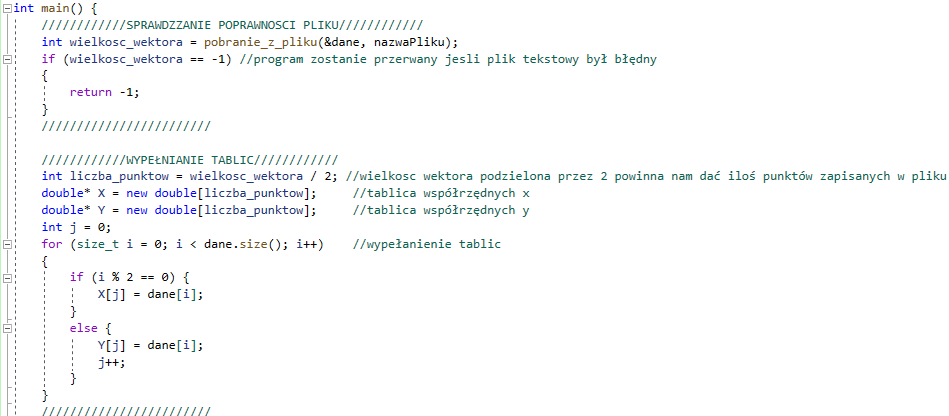 int main() {
////////////SPRAWDZZANIE POPRAWNOSCI PLIKU////////////
int wielkosc_wektora = pobranie_z_pliku(&dane, nazwaPliku);
if (wielkosc_wektora == -1) //program zostanie przerwany jesli plik tekstowy był błędny
{
return -1;
}
////////////////////////
////////////WYPEŁNIANIE TABLIC////////////
int liczba_punktow = wielkosc_wektora / 2; //wielkosc wektora podzielona przez 2 powinna nam dać iloś punktów zapisanych w pliku
double* X = new double[liczba_punktow]; //tablica współrzędnych x
double* Y = new double[liczba_punktow]; //tablica współrzędnych y
int j = 0;
for (size_t i = 0; i < dane.size(); i++) //wypełanienie tablic
{
if (i % 2 == 0) {
X[j] = dane[i];
}
else {
Y[j] = dane[i];
j++;
}
}
////////////////////////